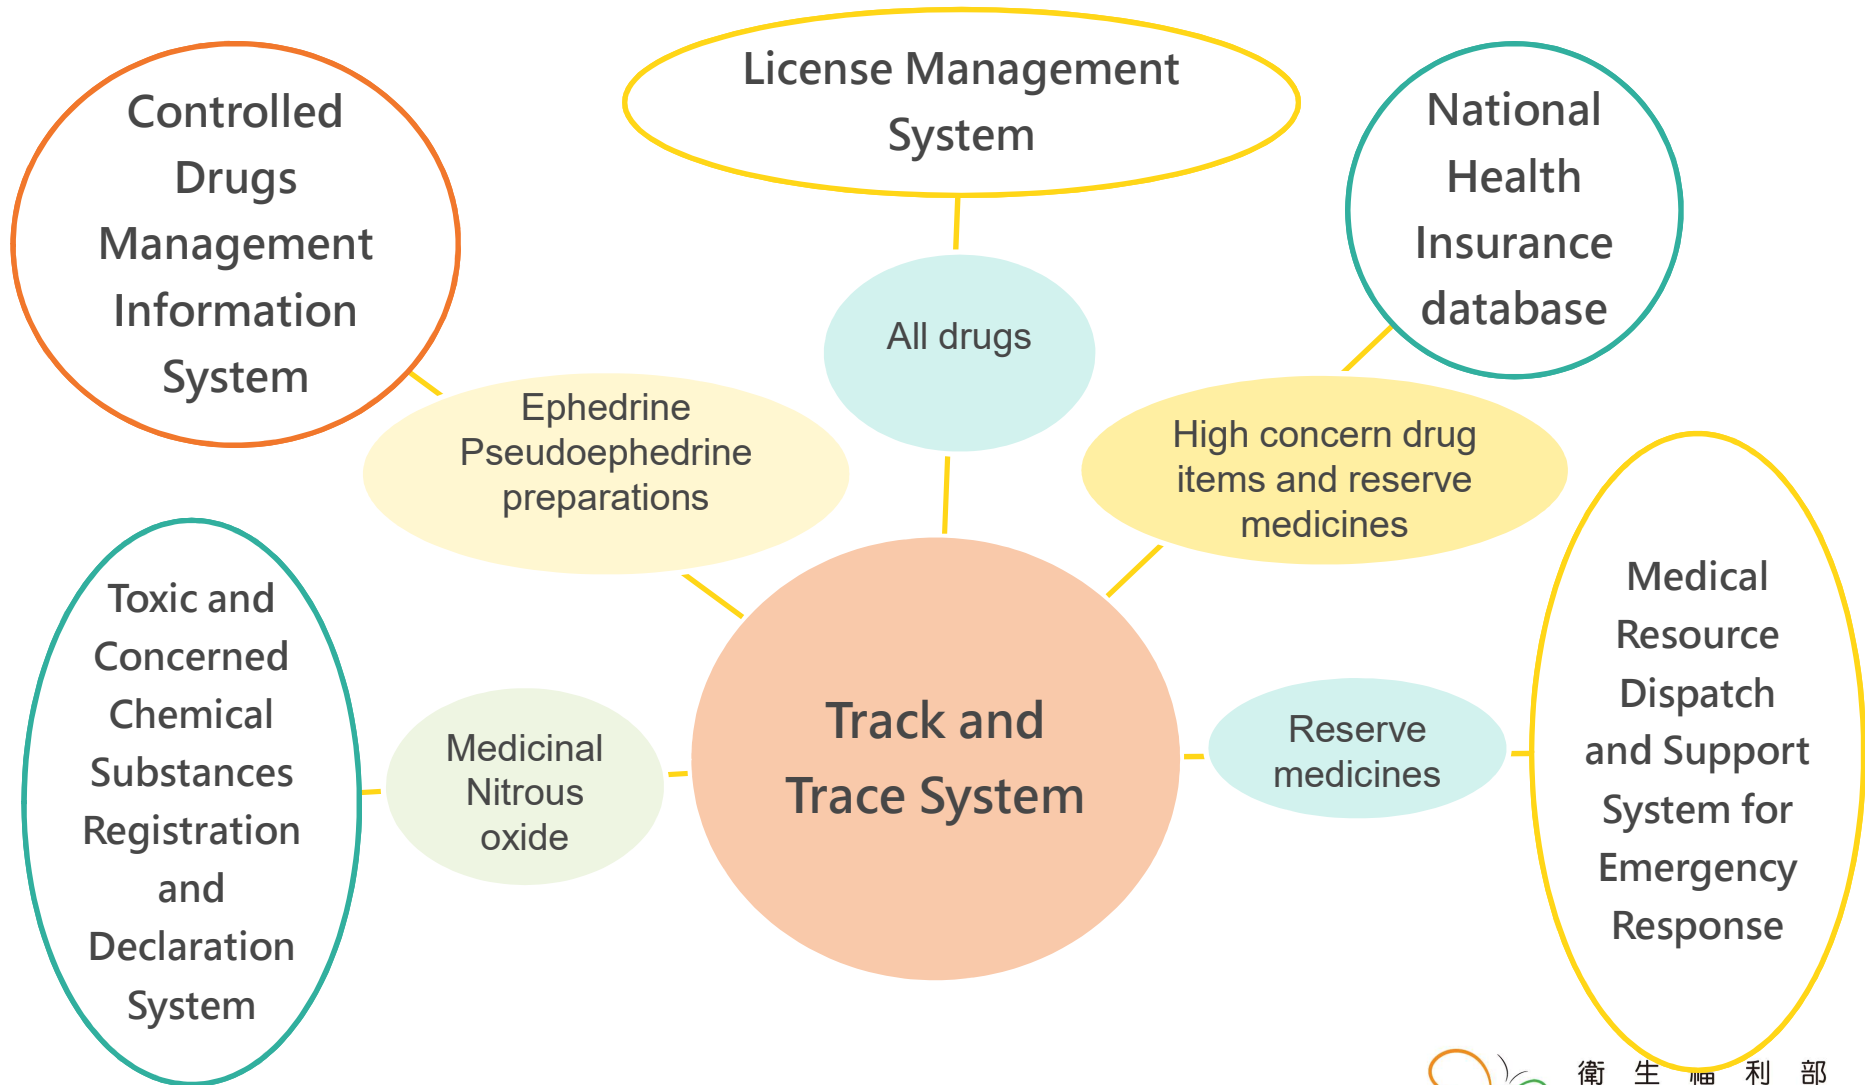 License Management
System
Controlled
Drugs
Management
Information
System
National
Health
Insurance
database
All drugs
Ephedrine
Pseudoephedrine
preparations
High concern drug
items and reserve
medicines
Toxic and
Concerned
Chemical
Substances
Registration
and
Declaration
System
Medicinal
Nitrous
oxide
Track and
Trace System
Reserve
medicines
Medical
Resource
Dispatch
and Support
System for
Emergency
Response
衛生福利部